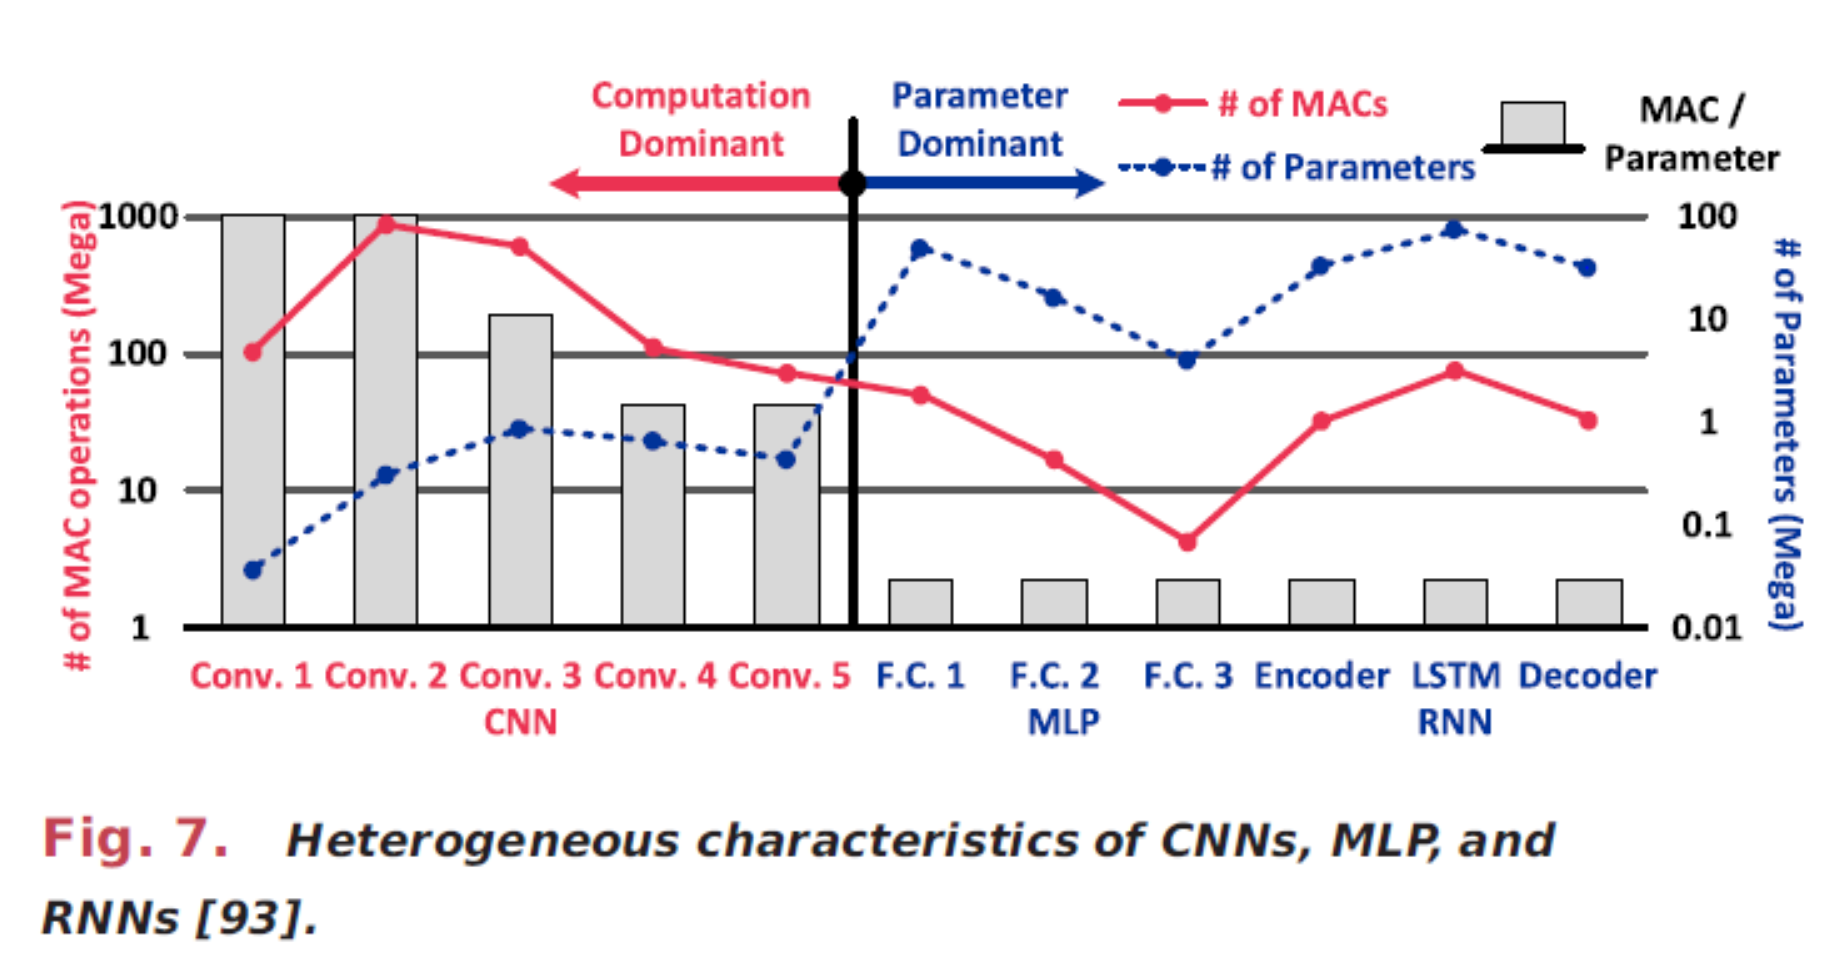 Computation
Dominant
Parameter
Dominant
# of MACs
# of Parameters
MAC /
Parameter
# of MAC operations (Mega)
1000
100
10
1
100
10
1
0.1
0.01
# of Parameters (Mega)
Conv. 1 Conv. 2 Conv. 3 Conv. 4 Conv. 5 F.C. 1 F.C. 2 F.C. 3 Encoder LSTM Decoder
CNN MLP RNN
Fig. 7. Heterogeneous characteristics of CNNs, MLP, and
RNNs [93].